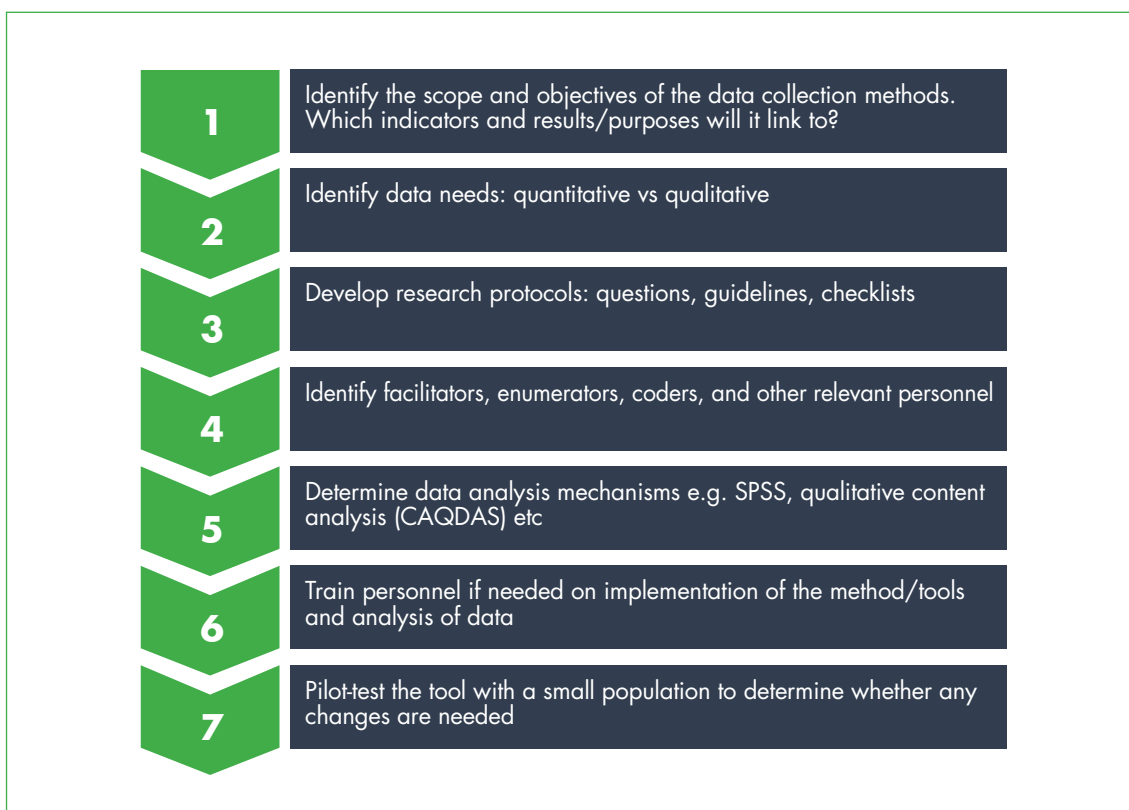 1
Identify the scope and objectives of the data collection methods.
Which indicators and results/purposes will it link to?
2
Identify data needs: quantitative vs qualitative
3
Develop research protocols: questions, guidelines, checklists
4
Identify facilitators, enumerators, coders, and other relevant personnel
5
Determine data analysis mechanisms e.g. SPSS, qualitative content
analysis (CAQDAS) etc
6
Train personnel if needed on implementation of the method/tools
and analysis of data
7
Pilot-test the tool with a small population to determine whether any
changes are needed